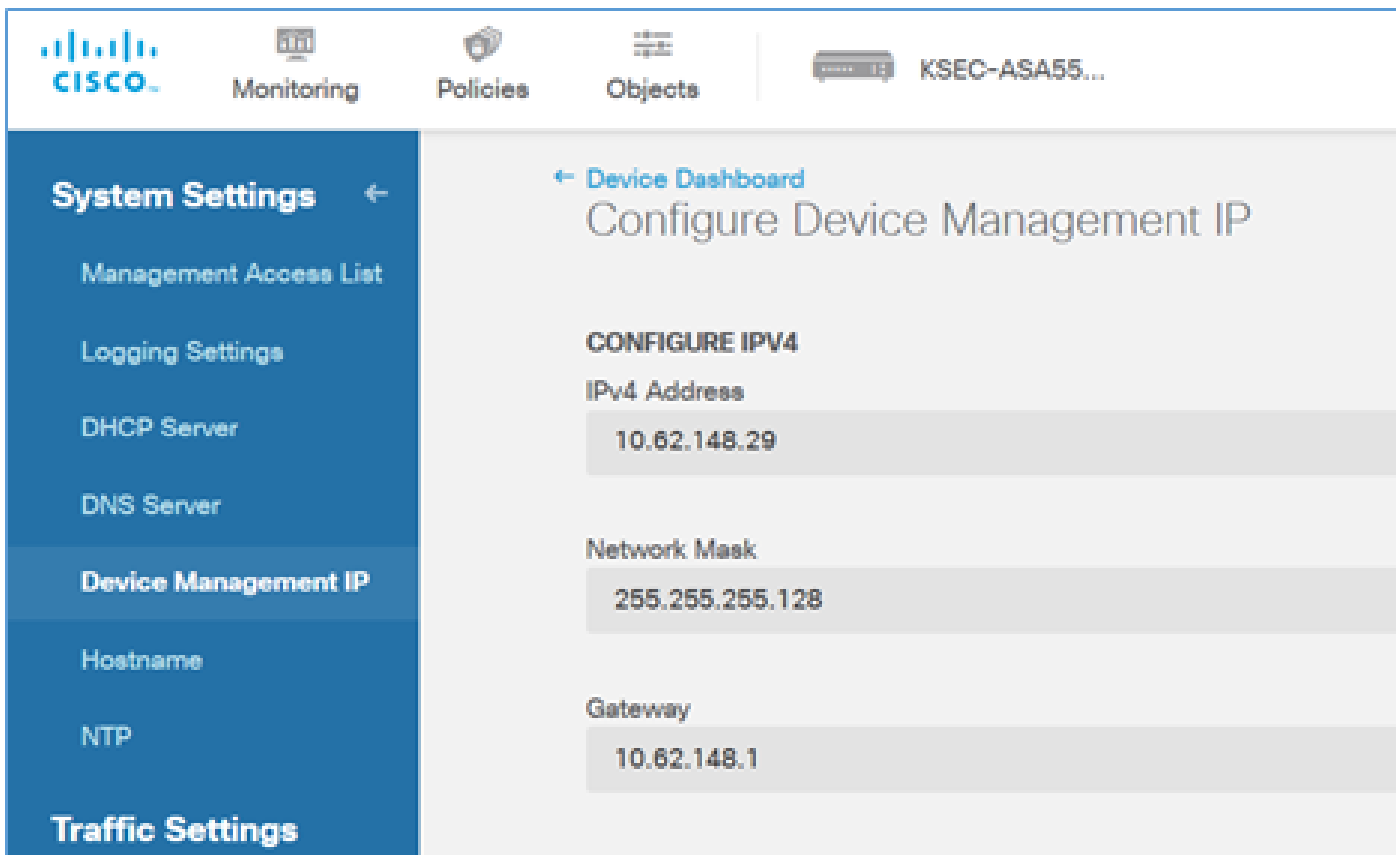 CISCO
Monitoring
Policies
Objects
KSEC-ASA55...
System Settings ←
Management Access List
Logging Settings
DHCP Server
DNS Server
Device Management IP
Hostname
NTP
Traffic Settings
← Device Dashboard
Configure Device Management IP
CONFIGURE IPV4
IPv4 Address
10.62.148.29
Network Mask
255.255.255.128
Gateway
10.62.148.1